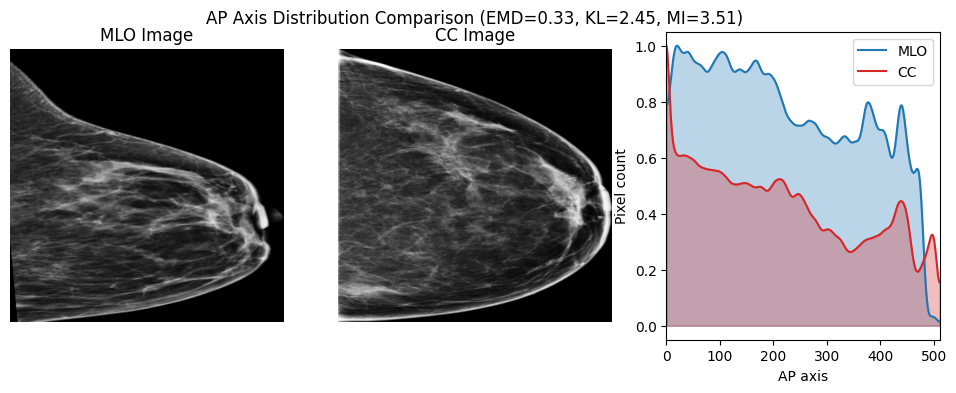 AP Axis Distribution Comparison (EMD=0.33, KL=2.45, MI=3.51)
MLO Image
CC Image
MLO
CC
Pixel count
1.0
0.8
0.6
0.4
0.2
0.0
0 100 200 300 400 500
AP axis